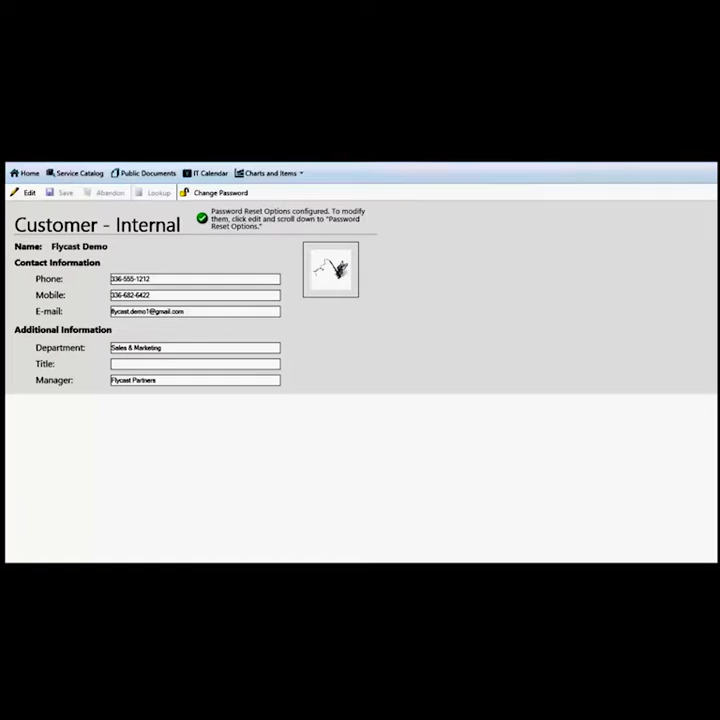 Home Service Catalog Public Documents IT Calendar Charts and Items
Edit Save Abandon Lookup Change Password
Customer - Internal
Password Reset Options configured. To modify
them, click edit and scroll down to "Password
Reset Options."
Name: Flycast Demo
Contact Information
Phone: 336-555-1212
Mobile: 336-682-6422
E-mail: flycast.demo1@gmail.com
Additional Information
Department: Sales & Marketing
Title:
Manager: Flycast Partners